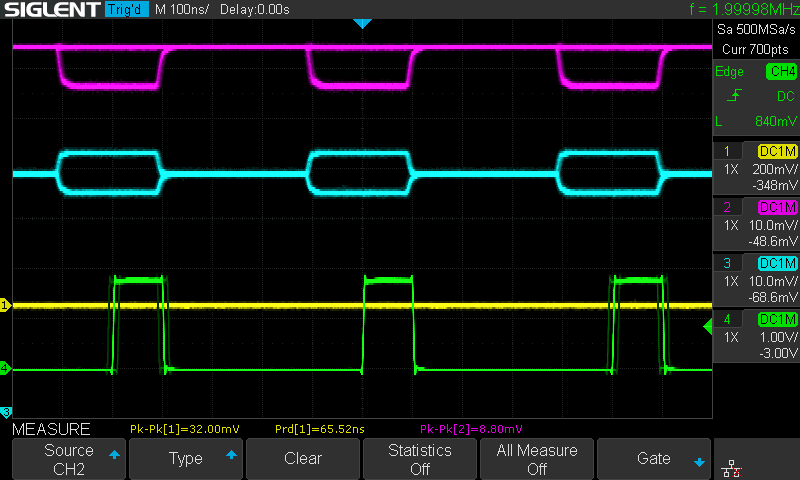 SIGLENT Trig'd M 100ns/ Delay:0.00s f = 1.99998MHz
Sa 500MSa/s
Curr 700pts
Edge CH4
DC
L 840mV
1 DC1M
1X 200mV/
-348mV
2 DC1M
1X 10.0mV/
-48.6mV
3 DC1M
1X 10.0mV/
-68.6mV
4 DC1M
1X 1.00V/
-3.00V
1
4
3
MEASURE Pk-Pk[1]=32.00mV Prd[1]=65.52ns Pk-Pk[2]=8.80mV
Source
CH2
Type
Clear
Statistics
Off
All Measure
Off
Gate